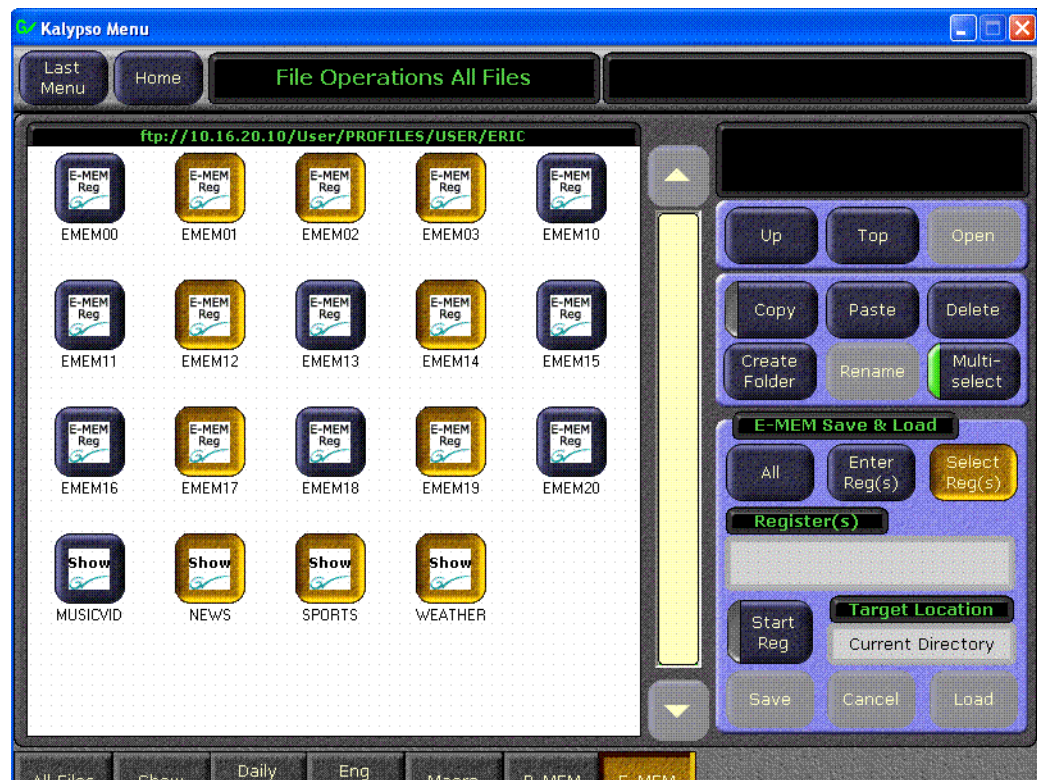 Kalypso Menu
Last Menu
Home
File Operations All Files
ftp://10.16.20.10/User/PROFILES/USER/ERIC
E-MEM Reg
E-MEM Reg
E-MEM Reg
E-MEM Reg
E-MEM Reg
EMEM00
EMEM01
EMEM02
EMEM03
EMEM10
E-MEM Reg
E-MEM Reg
E-MEM Reg
E-MEM Reg
E-MEM Reg
EMEM11
EMEM12
EMEM13
EMEM14
EMEM15
E-MEM Reg
E-MEM Reg
E-MEM Reg
E-MEM Reg
E-MEM Reg
EMEM16
EMEM17
EMEM18
EMEM19
EMEM20
Show
Show
Show
Show
MUSICVID
NEWS
SPORTS
WEATHER
Up
Top
Open
Copy
Paste
Delete
Create Folder
Rename
Multi-select
E-MEM Save & Load
All
Enter Reg(s)
Select Reg(s)
Register(s)
Start Reg
Target Location
Current Directory
Save
Cancel
Load
All Files
Show
Daily
Eng
Macro
E-MEM